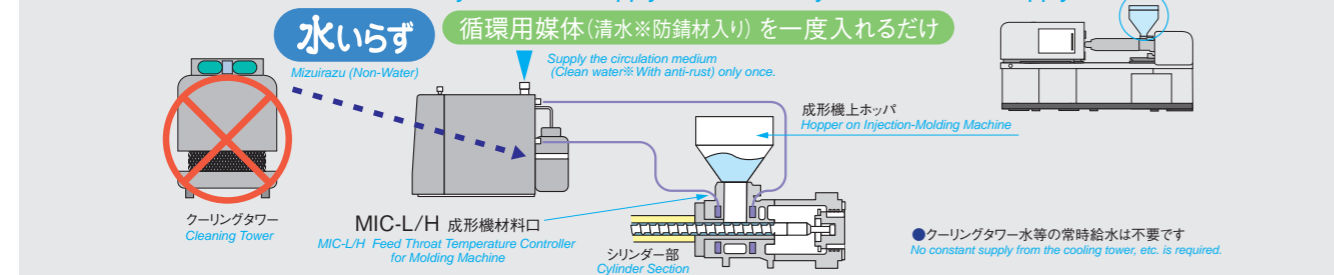 水いらず
Mizuirazu (Non-Water)
循環用媒体(清水※防錆材入り)を一度入れるだけ
Supply the circulation medium
(Clean water※With anti-rust) only once.
成形機上ホッパ
Hopper on Injection-Molding Machine
クーリングタワー
Cleaning Tower
MIC-L/H 成形機材料口
MIC-L/H Feed Throat Temperature Controller
for Molding Machine
シリンダー部
Cylinder Section
●クーリングタワー水等の常時給水は不要です
No constant supply from the cooling tower, etc. is required.